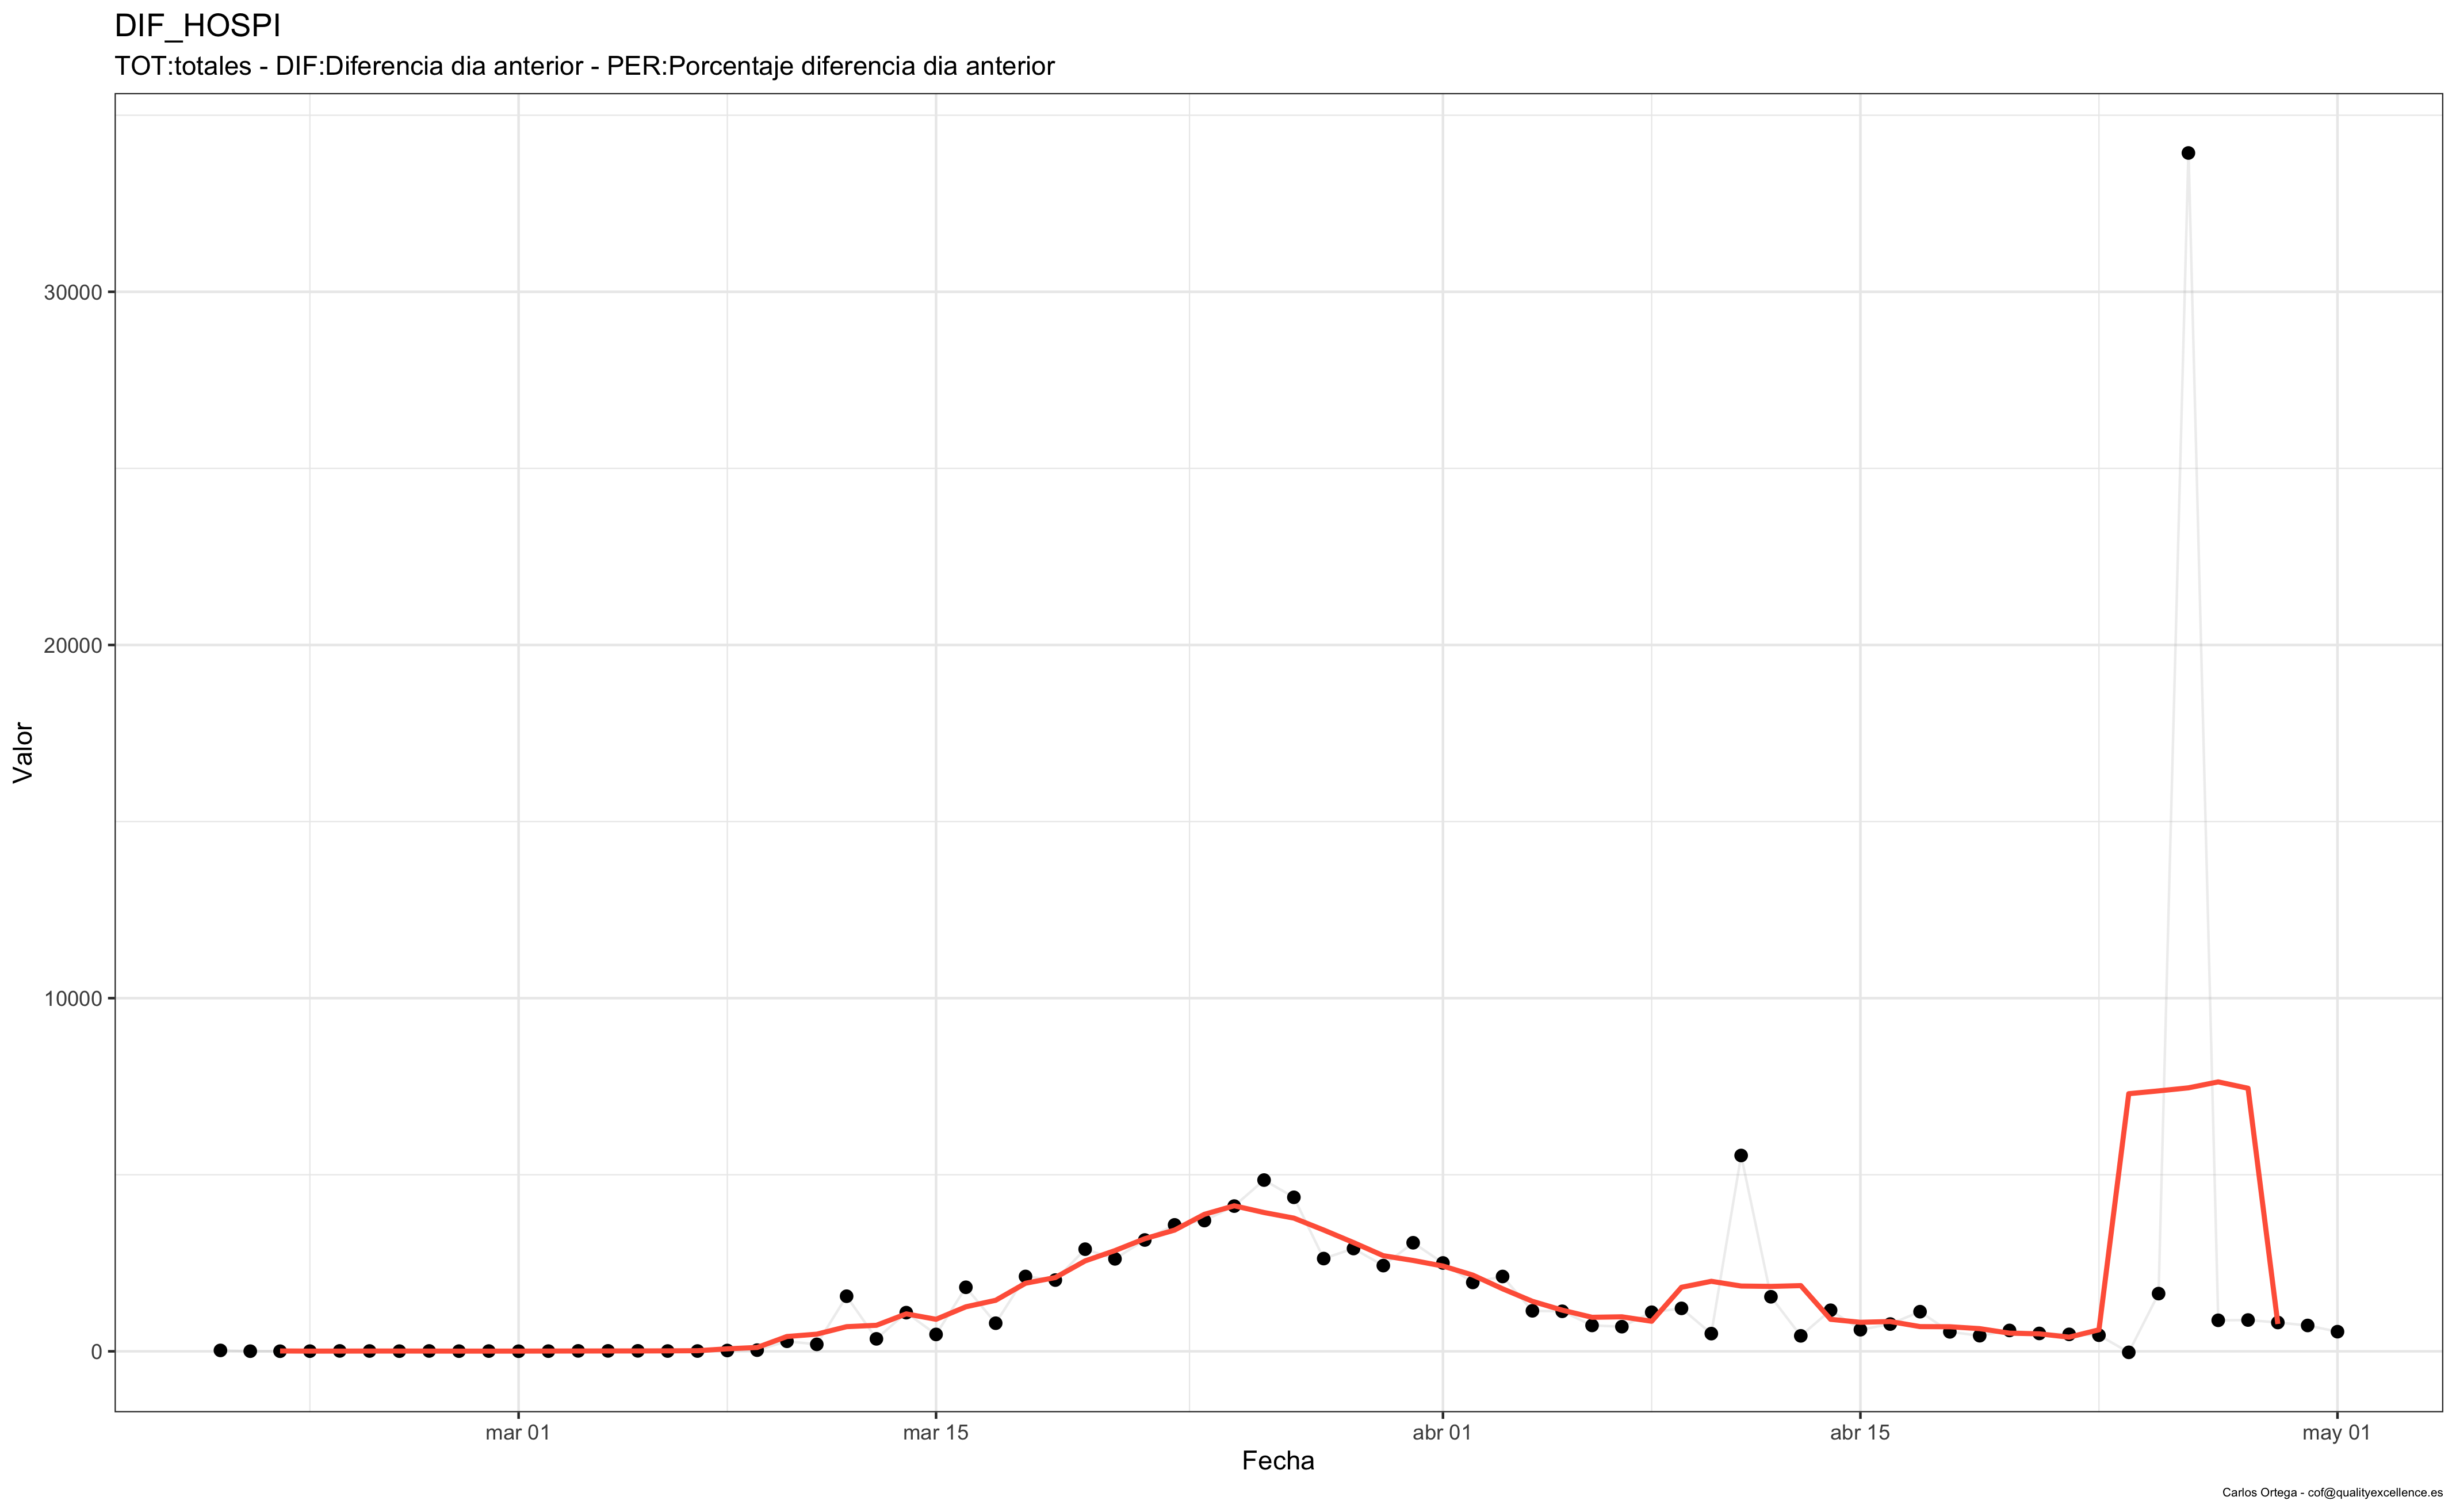 DIF_HOSPI
TOT:totales - DIF:Diferencia dia anterior - PER:Porcentaje diferencia dia anterior
Valor
30000
20000
10000
0
mar 01
mar 15
abr 01
abr 15
may 01
Fecha
Carlos Ortega - cof@qualityexcellence.es